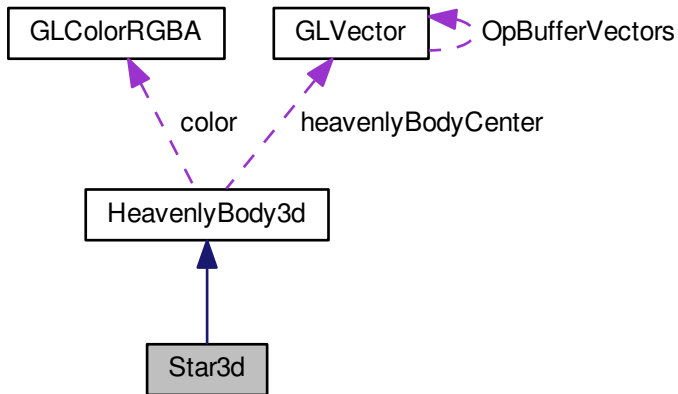 GLColorRGBA
GLVector
OpBufferVectors
color
heavenlyBodyCenter
HeavenlyBody3d
Star3d